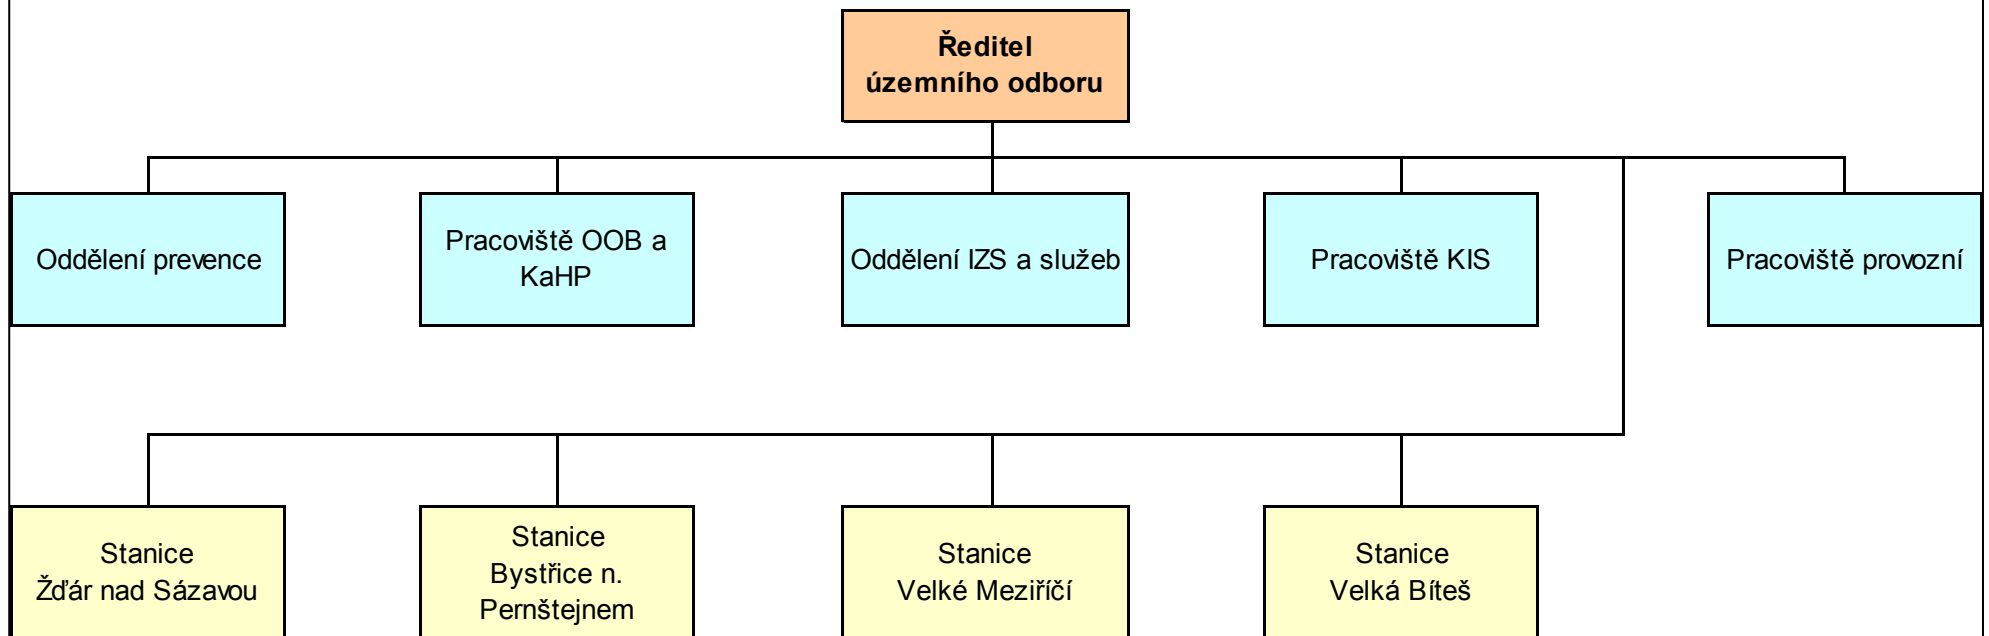 Ředitel
územního odboru
Oddělení prevence
Pracoviště OOB a
KaHP
Oddělení IZS a služeb
Pracoviště KIS
Pracoviště provozní
Stanice
Žďár nad Sázavou
Stanice
Bystřice n.
Pernštejnem
Stanice
Velké Meziříčí
Stanice
Velká Bíteš